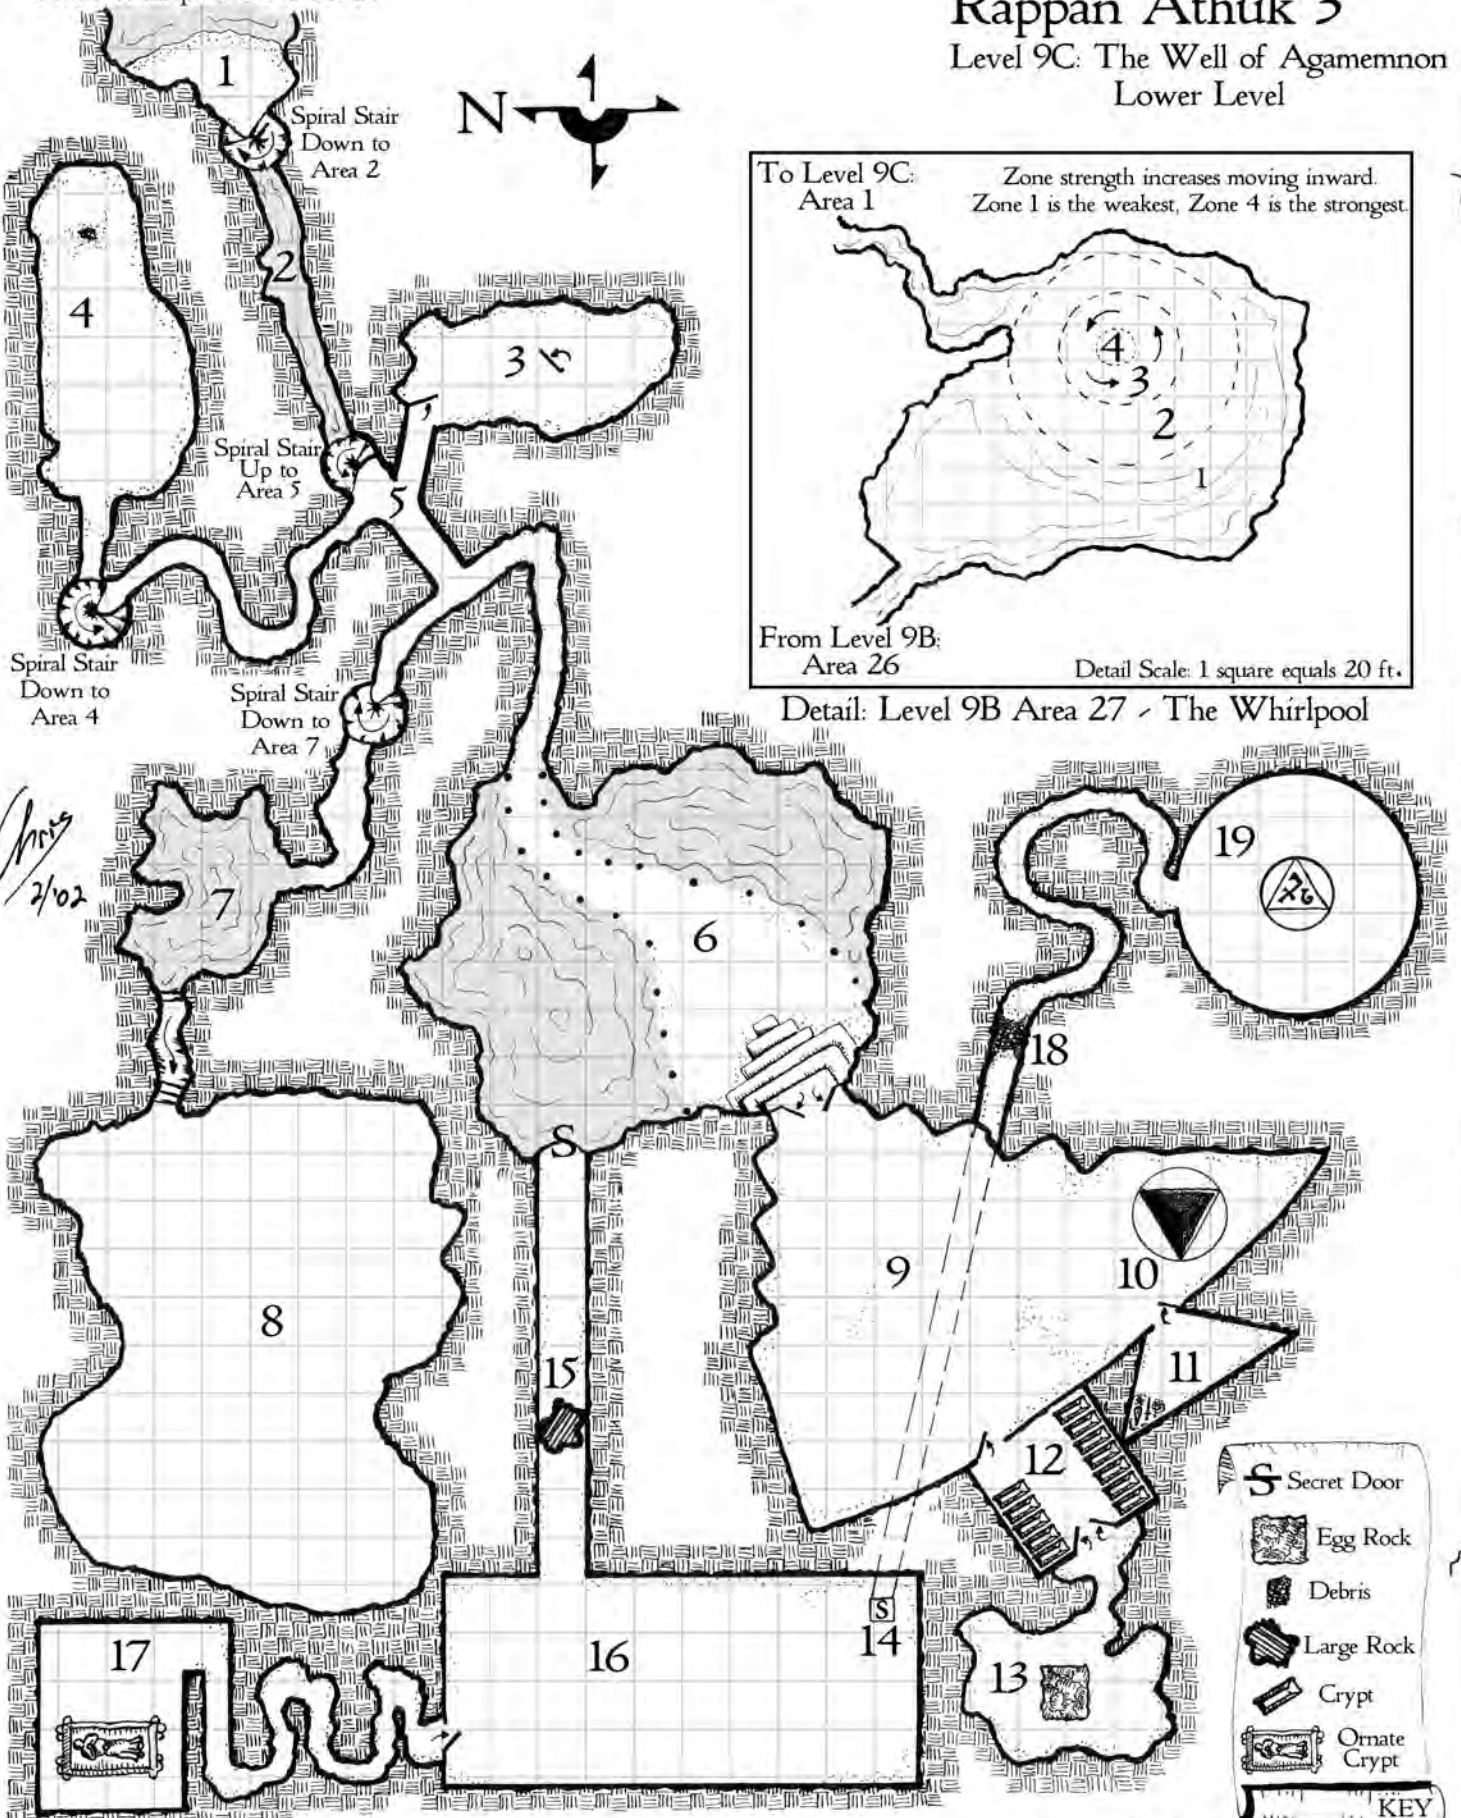 Rappan Athuk 3
Level 9C: The Well of Agamemnon
Lower Level
1
Spiral Stair
Down to
Area 2
N
To Level 9C:
Area 1
Zone strength increases moving inward.
Zone 1 is the weakest, Zone 4 is the strongest.
4
3
2
1
From Level 9B:
Area 26
Detail Scale: 1 square equals 20 ft.
Detail: Level 9B Area 27 - The Whirlpool
2
4
3
Spiral Stair
Up to
Area 5
5
Spiral Stair
Down to
Area 4
Spiral Stair
Down to
Area 7
Chris
2/'02
7
6
19
18
S
8
9
10
11
15
12
S
14
16
17
13
S Secret Door
Egg Rock
Debris
Large Rock
Crypt
Ornate
Crypt
KEY